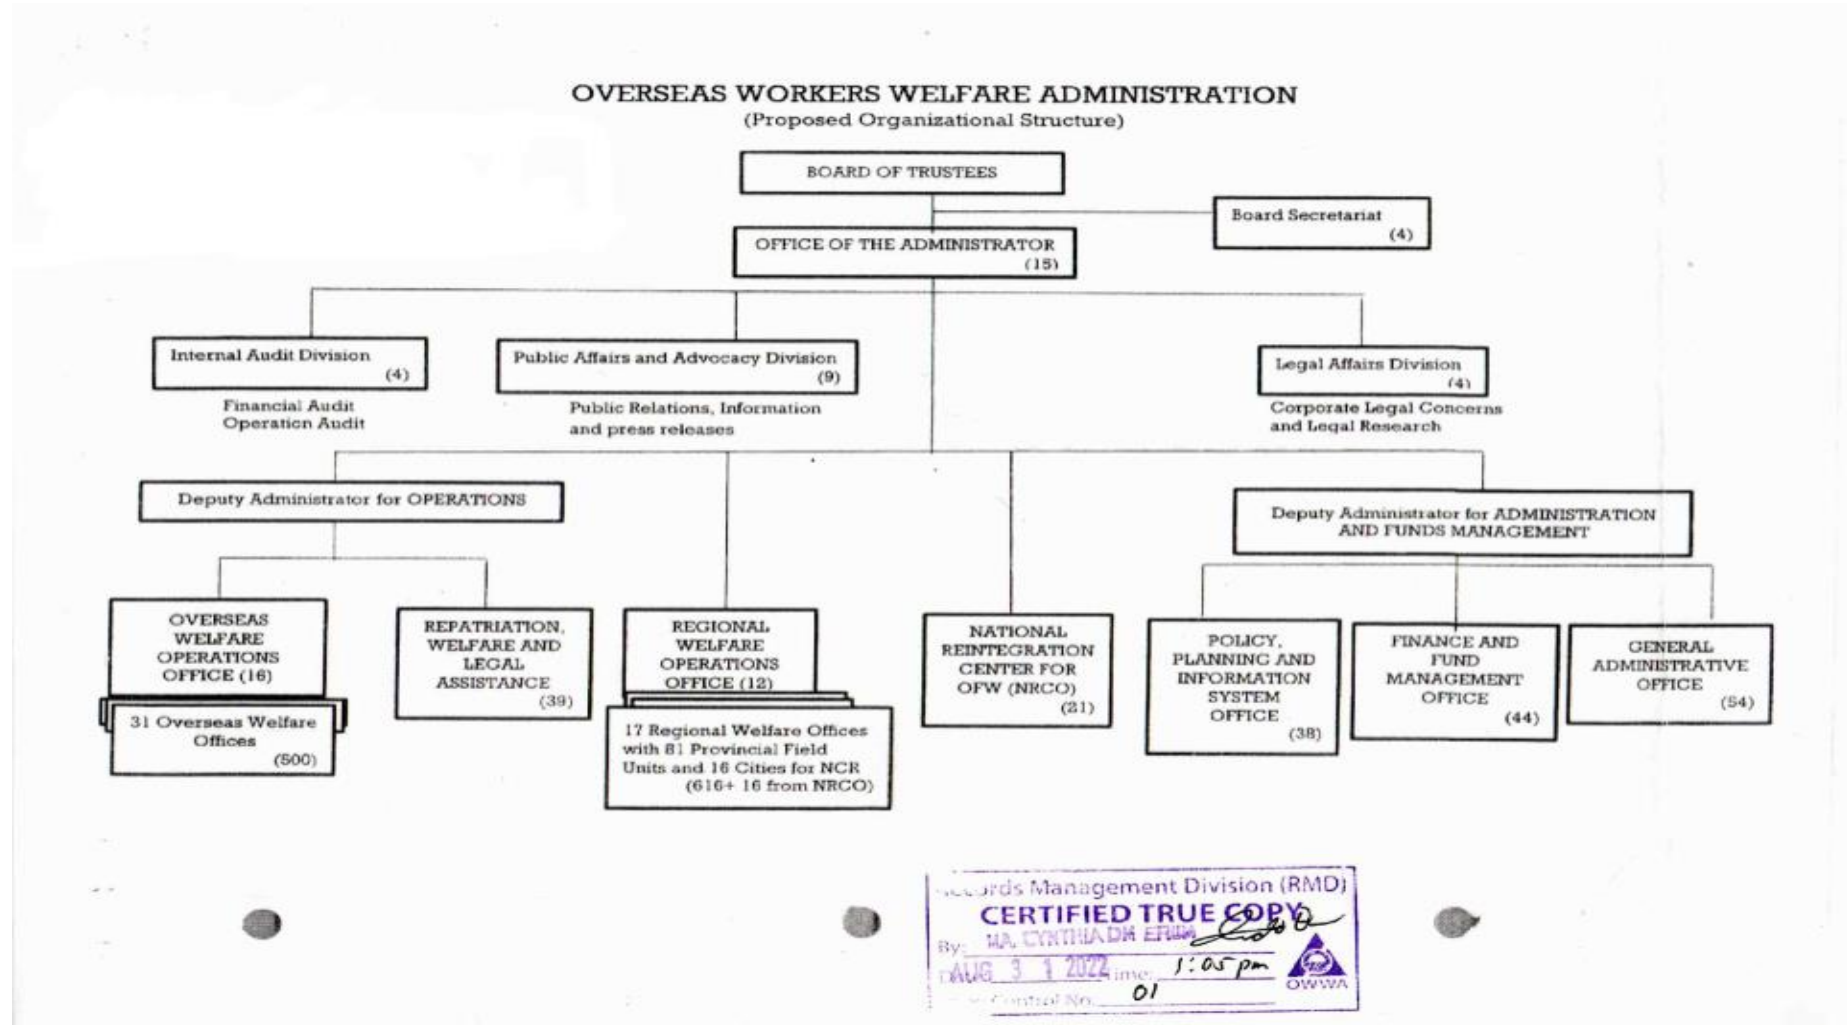 OVERSEAS WORKERS WELFARE ADMINISTRATION
(Proposed Organizational Structure)
BOARD OF TRUSTEES
Board Secretariat
(4)
OFFICE OF THE ADMINISTRATOR
(15)
Internal Audit Division
(4)
Financial Audit
Operation Audit
Public Affairs and Advocacy Division
(9)
Public Relations, Information
and press releases
Legal Affairs Division
(4)
Corporate Legal Concerns
and Legal Research
Deputy Administrator for OPERATIONS
Deputy Administrator for ADMINISTRATION
AND FUNDS MANAGEMENT
OVERSEAS
WELFARE
OPERATIONS
OFFICE (16)
31 Overseas Welfare
Offices
(500)
REPATRIATION,
WELFARE AND
LEGAL
ASSISTANCE
(39)
REGIONAL
WELFARE
OPERATIONS
OFFICE (12)
17 Regional Welfare Offices
with 81 Provincial Field
Units and 16 Cities for NCR
(616+ 16 from NRCO)
NATIONAL
REINTEGRATION
CENTER FOR
OFW (NRCO)
(21)
POLICY,
PLANNING AND
INFORMATION
SYSTEM
OFFICE
(38)
FINANCE AND
FUND
MANAGEMENT
OFFICE
(44)
GENERAL
ADMINISTRATIVE
OFFICE
(54)
Management Division (RMD)
CERTIFIED TRUE COPY
By: MA. CYNTHIA DM
AUG 31 2022 Time: 1:05 pm
Control No. 01
OWWA